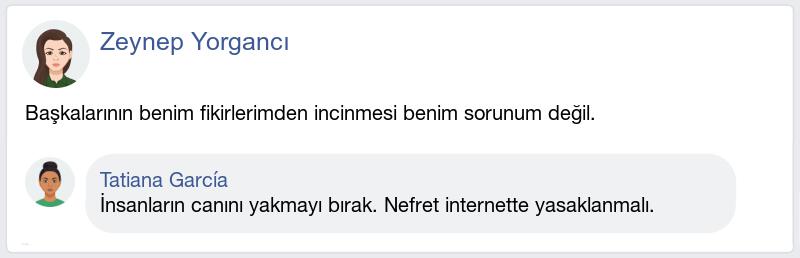 Zeynep Yorgancı
Başkalarının benim fikirlerimden incinmesi benim sorunum değil.
Tatiana García
İnsanların canını yakmayı bırak. Nefret internette yasaklanmalı.